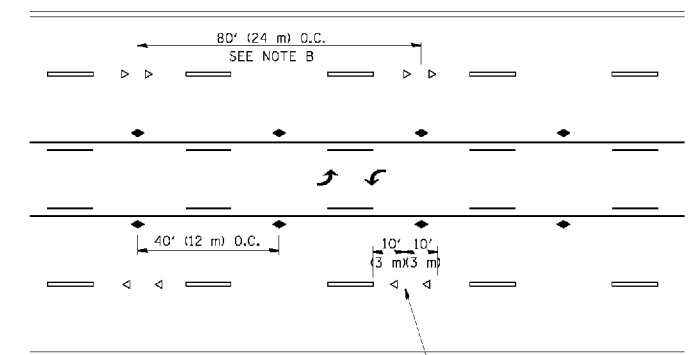 80' (24 m) O.C.
SEE NOTE B
40' (12 m) O.C.
10' 10'
(3 m)(3 m)